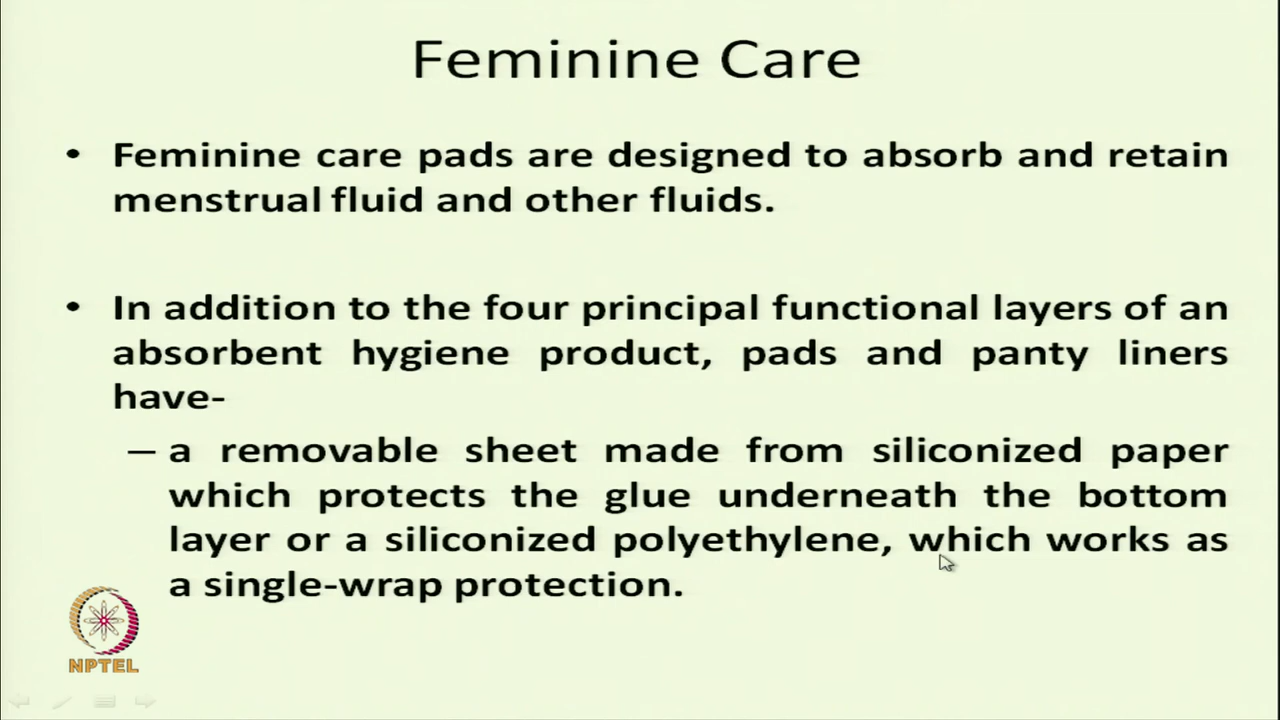 Feminine Care
• Feminine care pads are designed to absorb and retain
menstrual fluid and other fluids.
• In addition to the four principal functional layers of an
absorbent hygiene product, pads and panty liners
have-
– a removable sheet made from siliconized paper
which protects the glue underneath the bottom
layer or a siliconized polyethylene, which works as
a single-wrap protection.
NPTEL